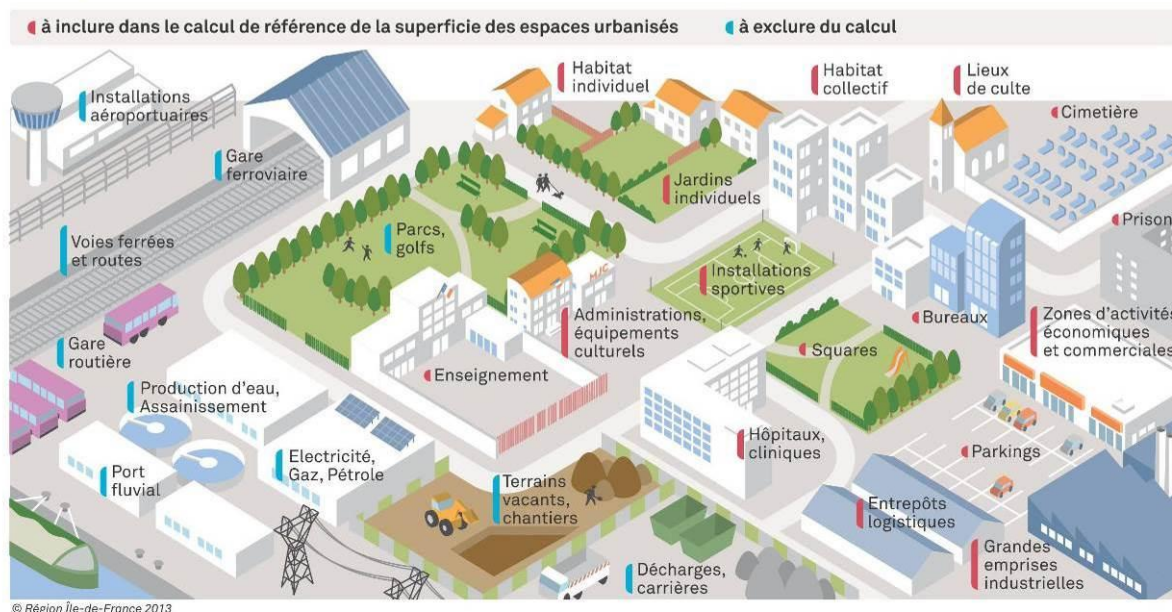 à inclure dans le calcul de référence de la superficie des espaces urbanisés
à exclure du calcul
Installations
aéroportuaires
Gare
ferroviaire
Habitat
individuel
Habitat
collectif
Lieux
de culte
Cimetière
Jardins
individuels
Voies ferrées
et routes
Parcs,
golfs
MJC
Installations
sportives
Prison
Gare
routière
Administrations,
équipements
culturels
Bureaux
Zones d'activités
économiques
et commerciales
Squares
Enseignement
Production d'eau,
Assainissement
Electricité,
Gaz, Pétrole
Port
fluvial
Terrains
vacants,
chantiers
Hôpitaux,
cliniques
Parkings
Entrepôts
logistiques
Grandes
emprises
industrielles
Décharges,
carrières
© Région Île-de-France 2013